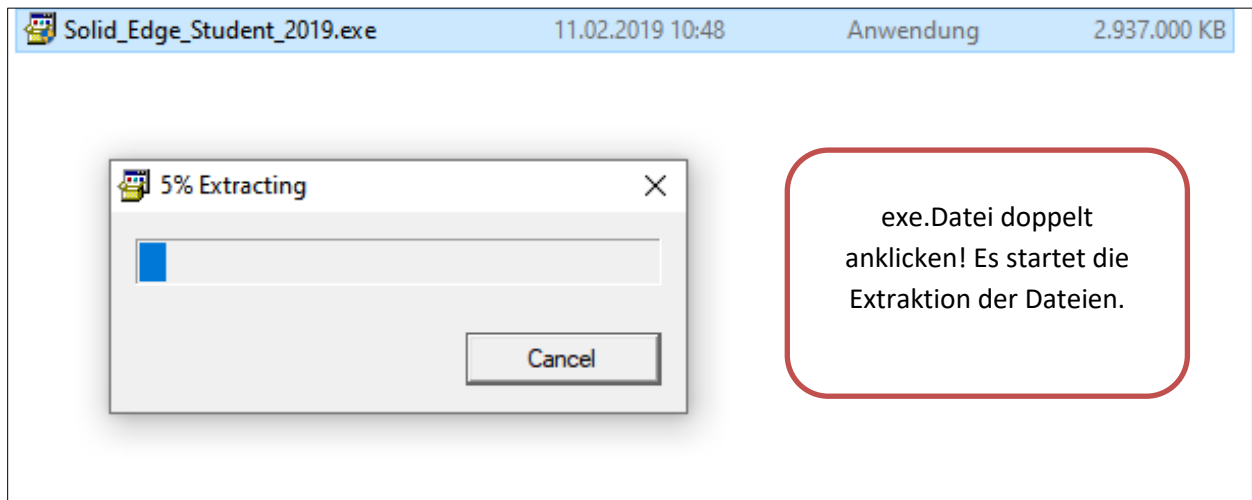 Solid_Edge_Student_2019.exe 11.02.2019 10:48 Anwendung 2.937.000 KB
5% Extracting
Cancel
exe.Datei doppelt
anklicken! Es startet die
Extraktion der Dateien.